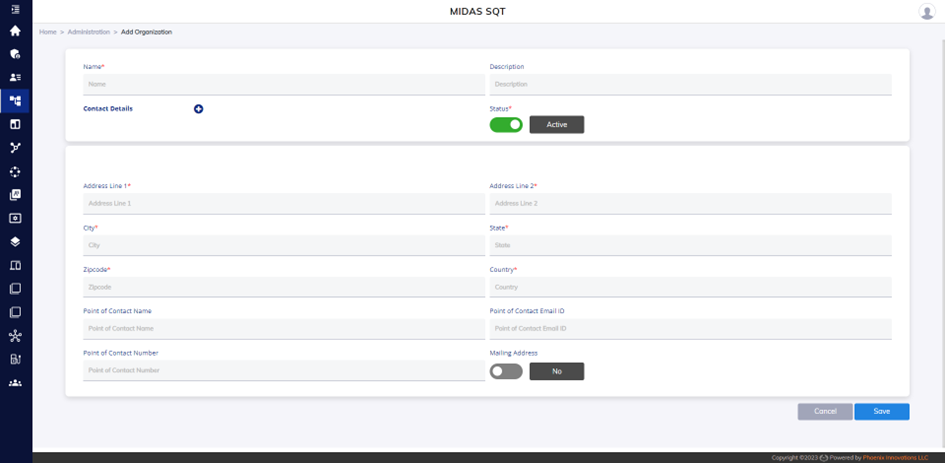 MIDAS SQT
Home > Administration > Add Organization
Name* Description
Name Description
Contact Details Status*
Active
Address Line 1* Address Line 2*
Address Line 1 Address Line 2
City* State*
City State
Zipcode* Country*
Zipcode Country
Point of Contact Name Point of Contact Email ID
Point of Contact Name Point of Contact Email ID
Point of Contact Number Mailing Address
Point of Contact Number No
Cancel Save
Copyright ©2023 Powered by Phoenix Innovations LLC